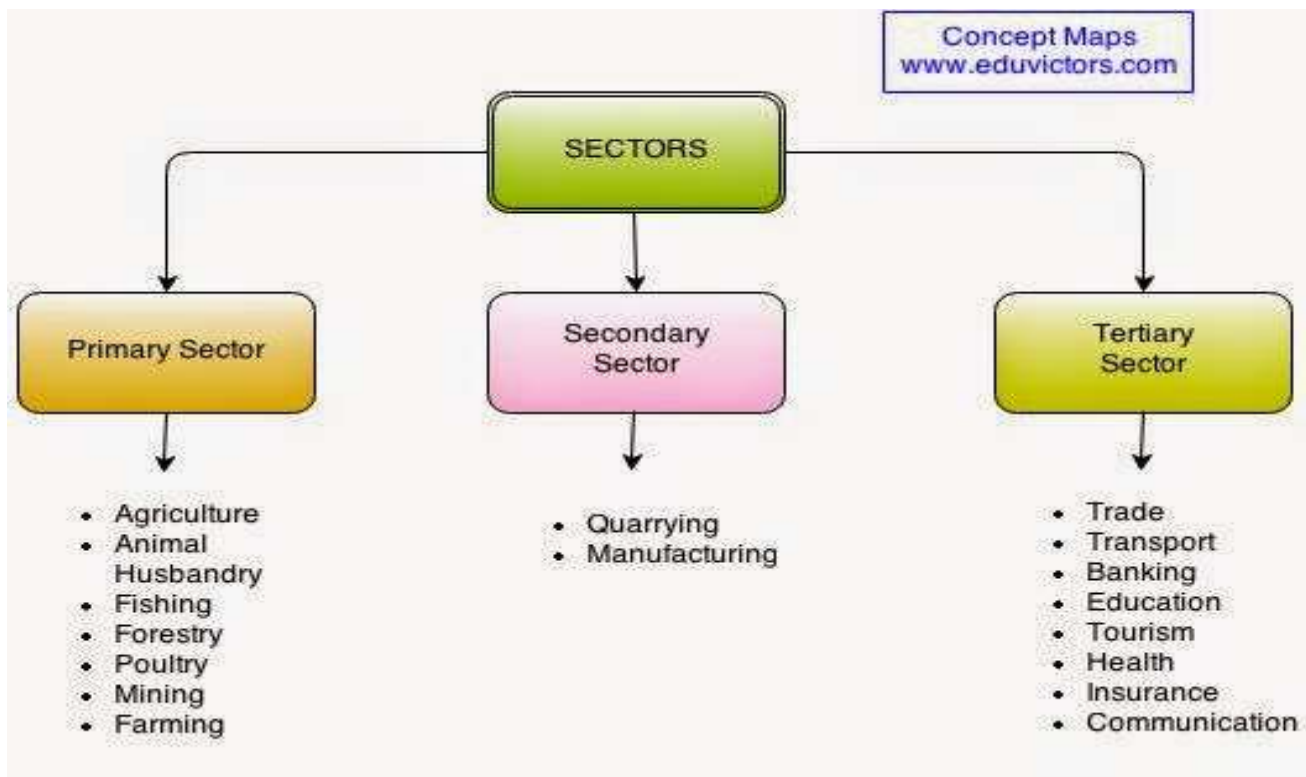 Concept Maps
www.eduvictors.com
SECTORS
Primary Sector
Secondary
Sector
Tertiary
Sector
• Agriculture
• Animal
Husbandry
• Fishing
• Forestry
• Poultry
• Mining
• Farming
• Quarrying
• Manufacturing
• Trade
• Transport
• Banking
• Education
• Tourism
• Health
• Insurance
• Communication